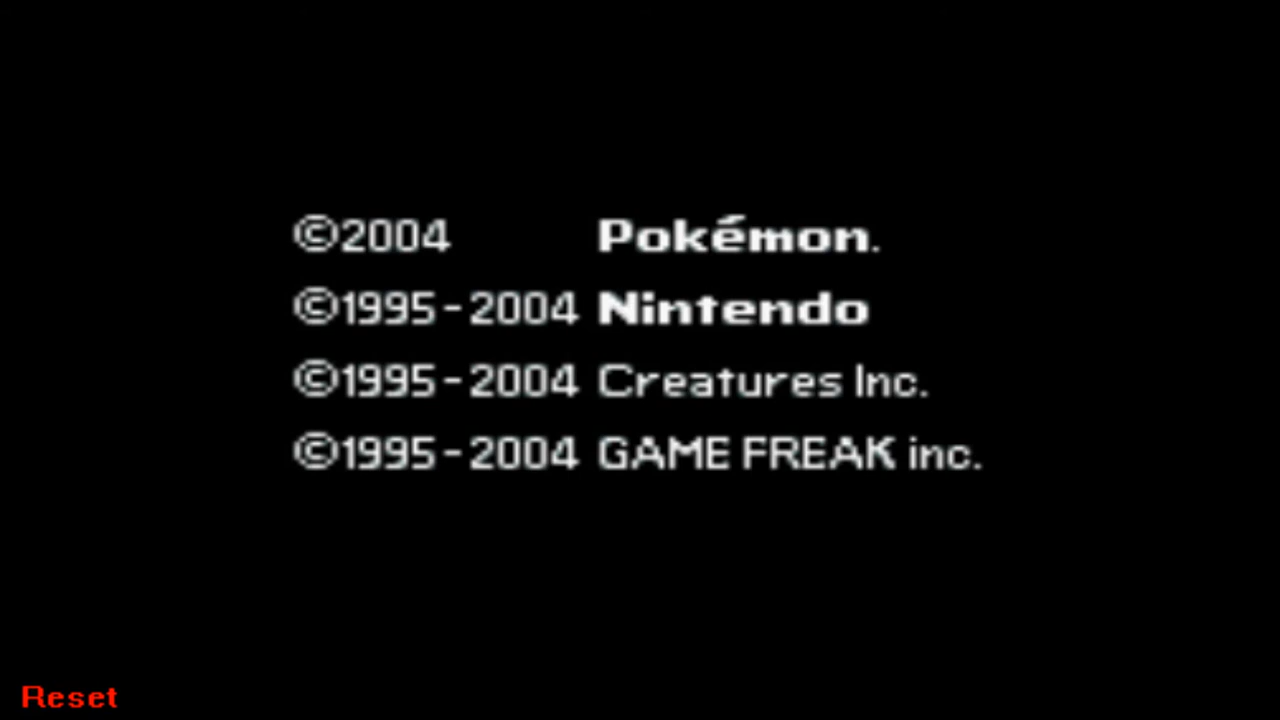 ©2004 Pokémon.
©1995-2004 Nintendo
©1995-2004 Creatures Inc.
©1995-2004 GAME FREAK inc.
Reset